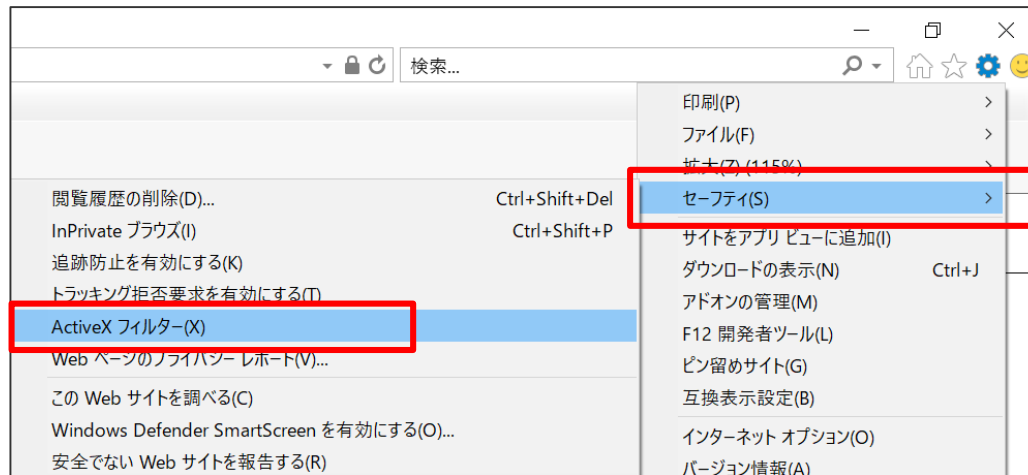 検索...
印刷(P)
ファイル(F)
拡大(Z) (115%)
セーフティ(S)
サイトをアプリ ビューに追加(I)
ダウンロードの表示(N) Ctrl+J
アドオンの管理(M)
F12 開発者ツール(L)
ピン留めサイト(G)
互換表示設定(B)
インターネット オプション(O)
バージョン情報(A)
閲覧履歴の削除(D)... Ctrl+Shift+Del
InPrivate ブラウズ(I) Ctrl+Shift+P
追跡防止を有効にする(K)
トラッキング拒否要求を有効にする(T)
ActiveX フィルター(X)
Web ページのプライバシー レポート(V)...
この Web サイトを調べる(C)
Windows Defender SmartScreen を有効にする(O)...
安全でない Web サイトを報告する(R)